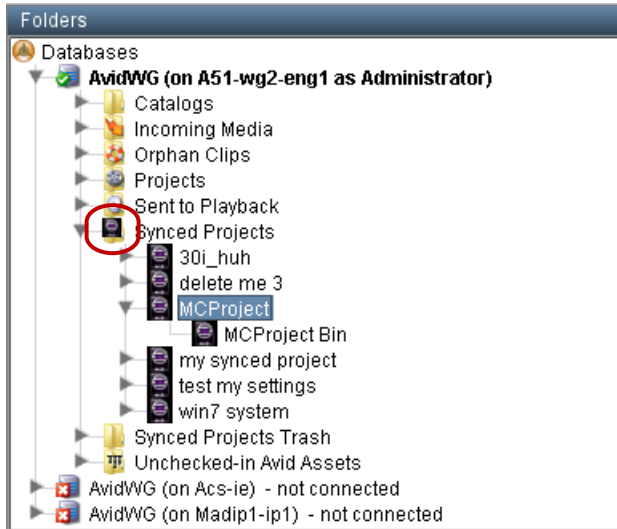 Folders
Databases
AvidWG (on A51-wg2-eng1 as Administrator)
Catalogs
Incoming Media
Orphan Clips
Projects
Sent to Playback
Synced Projects
30i_huh
delete me 3
MCProject
MCProject Bin
my synced project
test my settings
win7 system
Synced Projects Trash
Unchecked-in Avid Assets
AvidWG (on Acs-ie) - not connected
AvidWG (on Madip1-ip1) - not connected